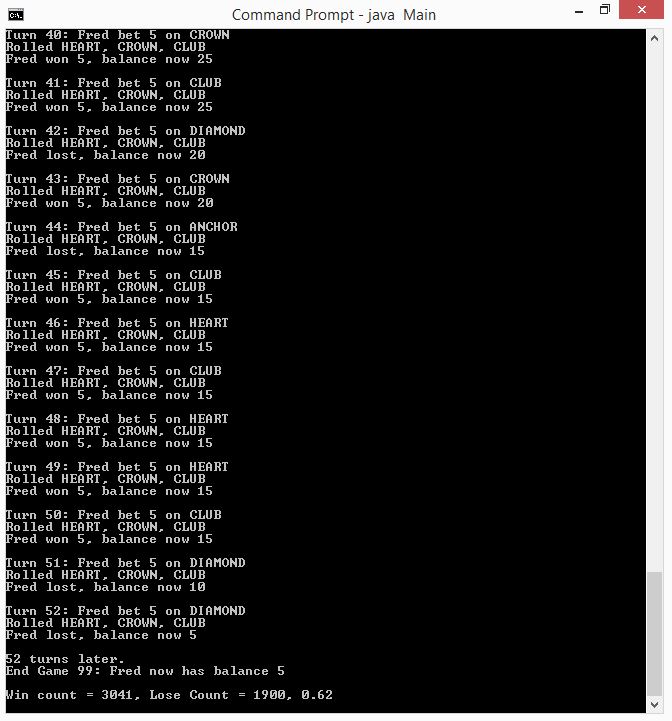 Command Prompt - java Main
Turn 40: Fred bet 5 on CROWN
Rolled HEART, CROWN, CLUB
Fred won 5, balance now 25
Turn 41: Fred bet 5 on CLUB
Rolled HEART, CROWN, CLUB
Fred won 5, balance now 25
Turn 42: Fred bet 5 on DIAMOND
Rolled HEART, CROWN, CLUB
Fred lost, balance now 20
Turn 43: Fred bet 5 on CROWN
Rolled HEART, CROWN, CLUB
Fred won 5, balance now 20
Turn 44: Fred bet 5 on ANCHOR
Rolled HEART, CROWN, CLUB
Fred lost, balance now 15
Turn 45: Fred bet 5 on CLUB
Rolled HEART, CROWN, CLUB
Fred won 5, balance now 15
Turn 46: Fred bet 5 on HEART
Rolled HEART, CROWN, CLUB
Fred won 5, balance now 15
Turn 47: Fred bet 5 on CLUB
Rolled HEART, CROWN, CLUB
Fred won 5, balance now 15
Turn 48: Fred bet 5 on HEART
Rolled HEART, CROWN, CLUB
Fred won 5, balance now 15
Turn 49: Fred bet 5 on HEART
Rolled HEART, CROWN, CLUB
Fred won 5, balance now 15
Turn 50: Fred bet 5 on CLUB
Rolled HEART, CROWN, CLUB
Fred won 5, balance now 15
Turn 51: Fred bet 5 on DIAMOND
Rolled HEART, CROWN, CLUB
Fred lost, balance now 10
Turn 52: Fred bet 5 on DIAMOND
Rolled HEART, CROWN, CLUB
Fred lost, balance now 5
52 turns later.
End Game 99: Fred now has balance 5
Win count = 3041, Lose Count = 1900, 0.62